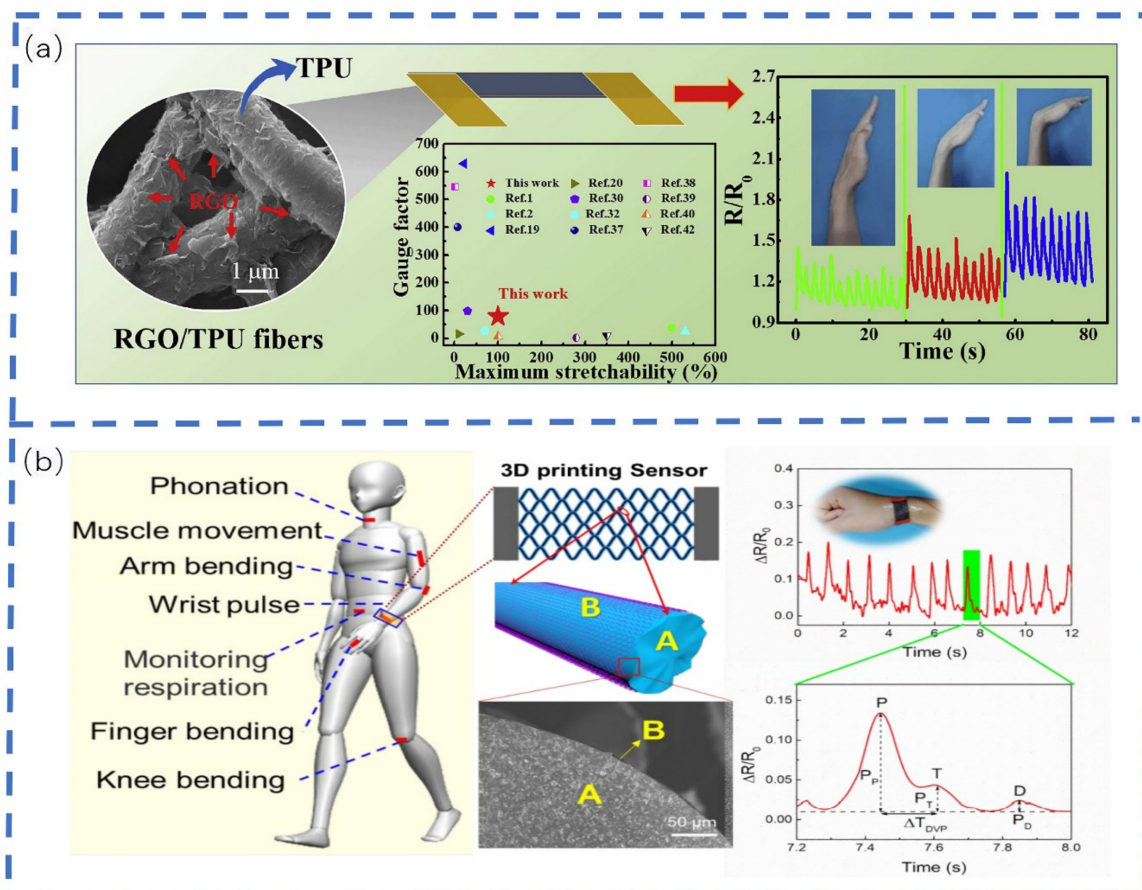 (a)
TPU
RGO
1 μm
RGO/TPU fibers
Gauge factor
700
600
500
400
300
200
100
0
This work
Ref.1
Ref.2
Ref.19
Ref.20
Ref.30
Ref.32
Ref.37
Ref.38
Ref.39
Ref.40
Ref.42
This work
0 100 200 300 400 500 600
Maximum stretchability (%)
R/R0
2.7
2.4
2.1
1.8
1.5
1.2
0.9
0 20 40 60 80
Time (s)
(b)
Phonation
Muscle movement
Arm bending
Wrist pulse
Monitoring
respiration
Finger bending
Knee bending
3D printing Sensor
B
A
B
A
50 μm
ΔR/R0
0.4
0.3
0.2
0.1
0.0
0 2 4 6 8 10 12
Time (s)
ΔR/R0
0.15
0.10
0.05
0.00
P
PP
T
PT
ΔTDVP
D
PD
7.2 7.4 7.6 7.8 8.0
Time (s)